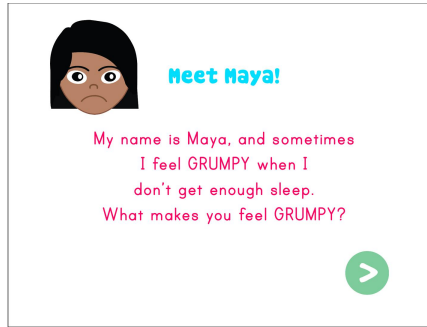 Meet Maya!
My name is Maya, and sometimes
I feel GRUMPY when I
don't get enough sleep.
What makes you feel GRUMPY?